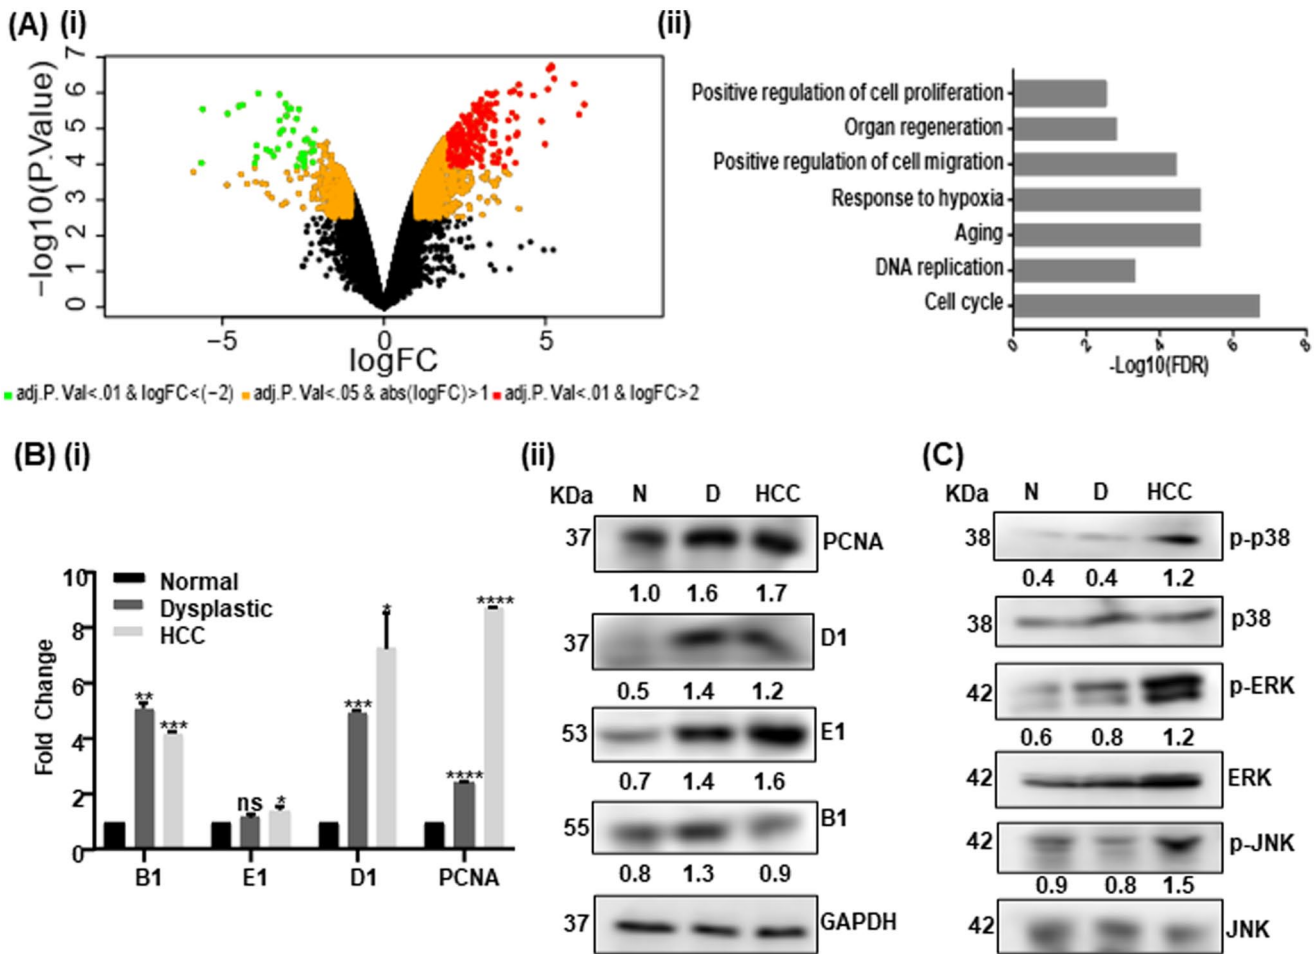 (A) (i)
−log10(P.Value)
7
6
5
4
3
2
1
0
−5 0 5
logFC
adj.P. Val<.01 & logFC<(−2) adj.P. Val<.05 & abs(logFC)>1 adj.P. Val<.01 & logFC>2
(ii)
Positive regulation of cell proliferation
Organ regeneration
Positive regulation of cell migration
Response to hypoxia
Aging
DNA replication
Cell cycle
0 2 4 6 8
-Log10(FDR)
(B) (i)
Fold Change
10
8
6
4
2
0
Normal
Dysplastic
HCC
** *** ns * *** * **** ****
B1 E1 D1 PCNA
(ii)
KDa N D HCC
37 PCNA
1.0 1.6 1.7
37 D1
0.5 1.4 1.2
53 E1
0.7 1.4 1.6
55 B1
0.8 1.3 0.9
37 GAPDH
(C)
KDa N D HCC
38 p-p38
0.4 0.4 1.2
38 p38
42 p-ERK
0.6 0.8 1.2
42 ERK
42 p-JNK
0.9 0.8 1.5
42 JNK